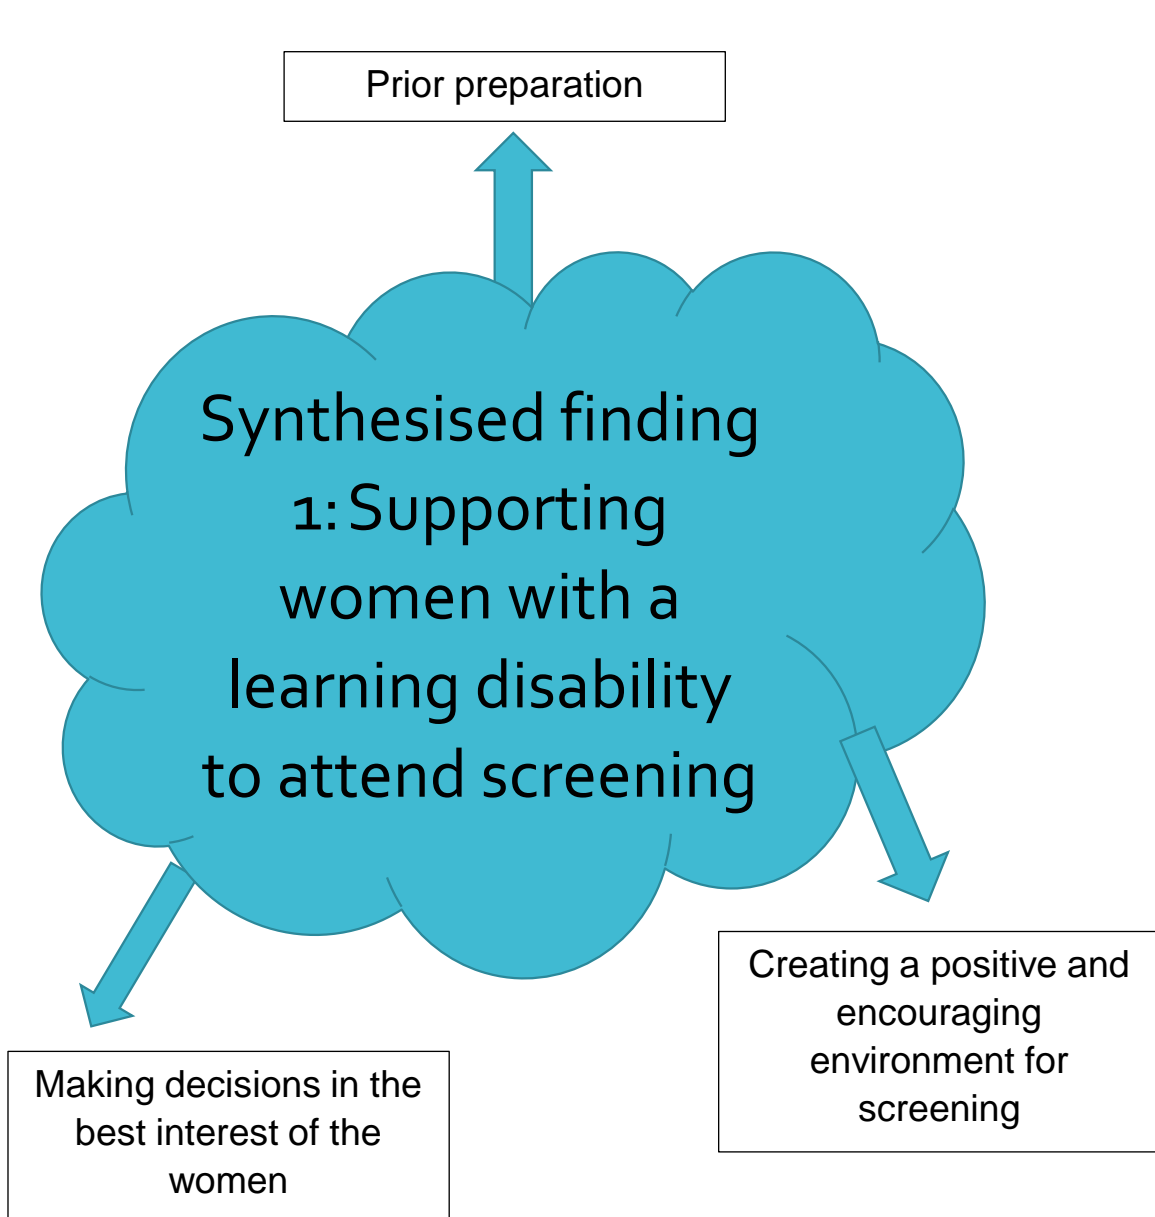 Prior preparation
Synthesised finding
1: Supporting
women with a
learning disability
to attend screening
Creating a positive and
encouraging
environment for
screening
Making decisions in the
best interest of the
women